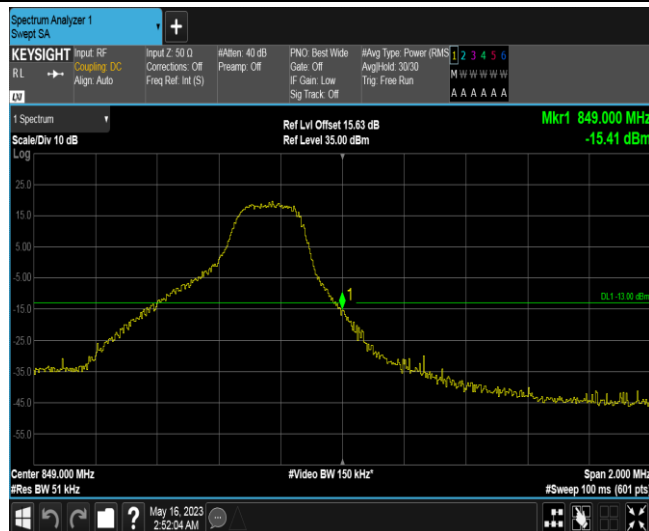 Spectrum Analyzer 1
Swept SA
+
KEYSIGHT
RL
LXI
Input: RF
Coupling: DC
Align: Auto
Input Z: 50 Ω
Corrections: Off
Freq Ref: Int (S)
#Atten: 40 dB
Preamp: Off
PNO: Best Wide
Gate: Off
IF Gain: Low
Sig Track: Off
#Avg Type: Power (RMS
Avg|Hold: 30/30
Trig: Free Run
1 2 3 4 5 6
M W W W W W
A A A A A A
1 Spectrum
Scale/Div 10 dB
Log
Ref Lvl Offset 15.63 dB
Ref Level 35.00 dBm
Mkr1 849.000 MHz
-15.41 dBm
25.0
15.0
5.00
-5.00
-15.0
-25.0
-35.0
-45.0
-55.0
1
DL1 -13.00 dBm
Center 849.000 MHz
#Res BW 51 kHz
#Video BW 150 kHz*
Span 2.000 MHz
#Sweep 100 ms (601 pts)
?
May 16, 2023
2:52:04 AM